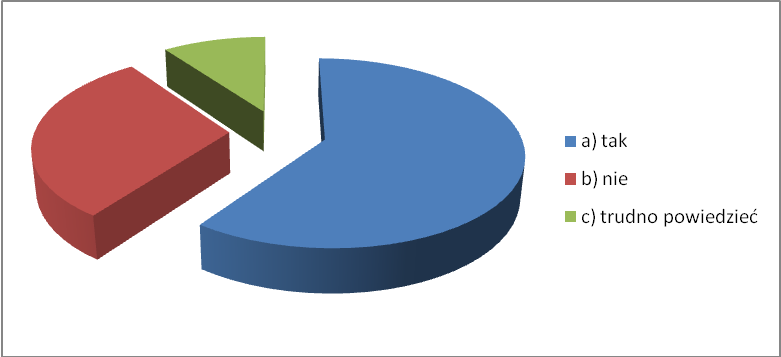 a) tak
b) nie
c) trudno powiedzieć